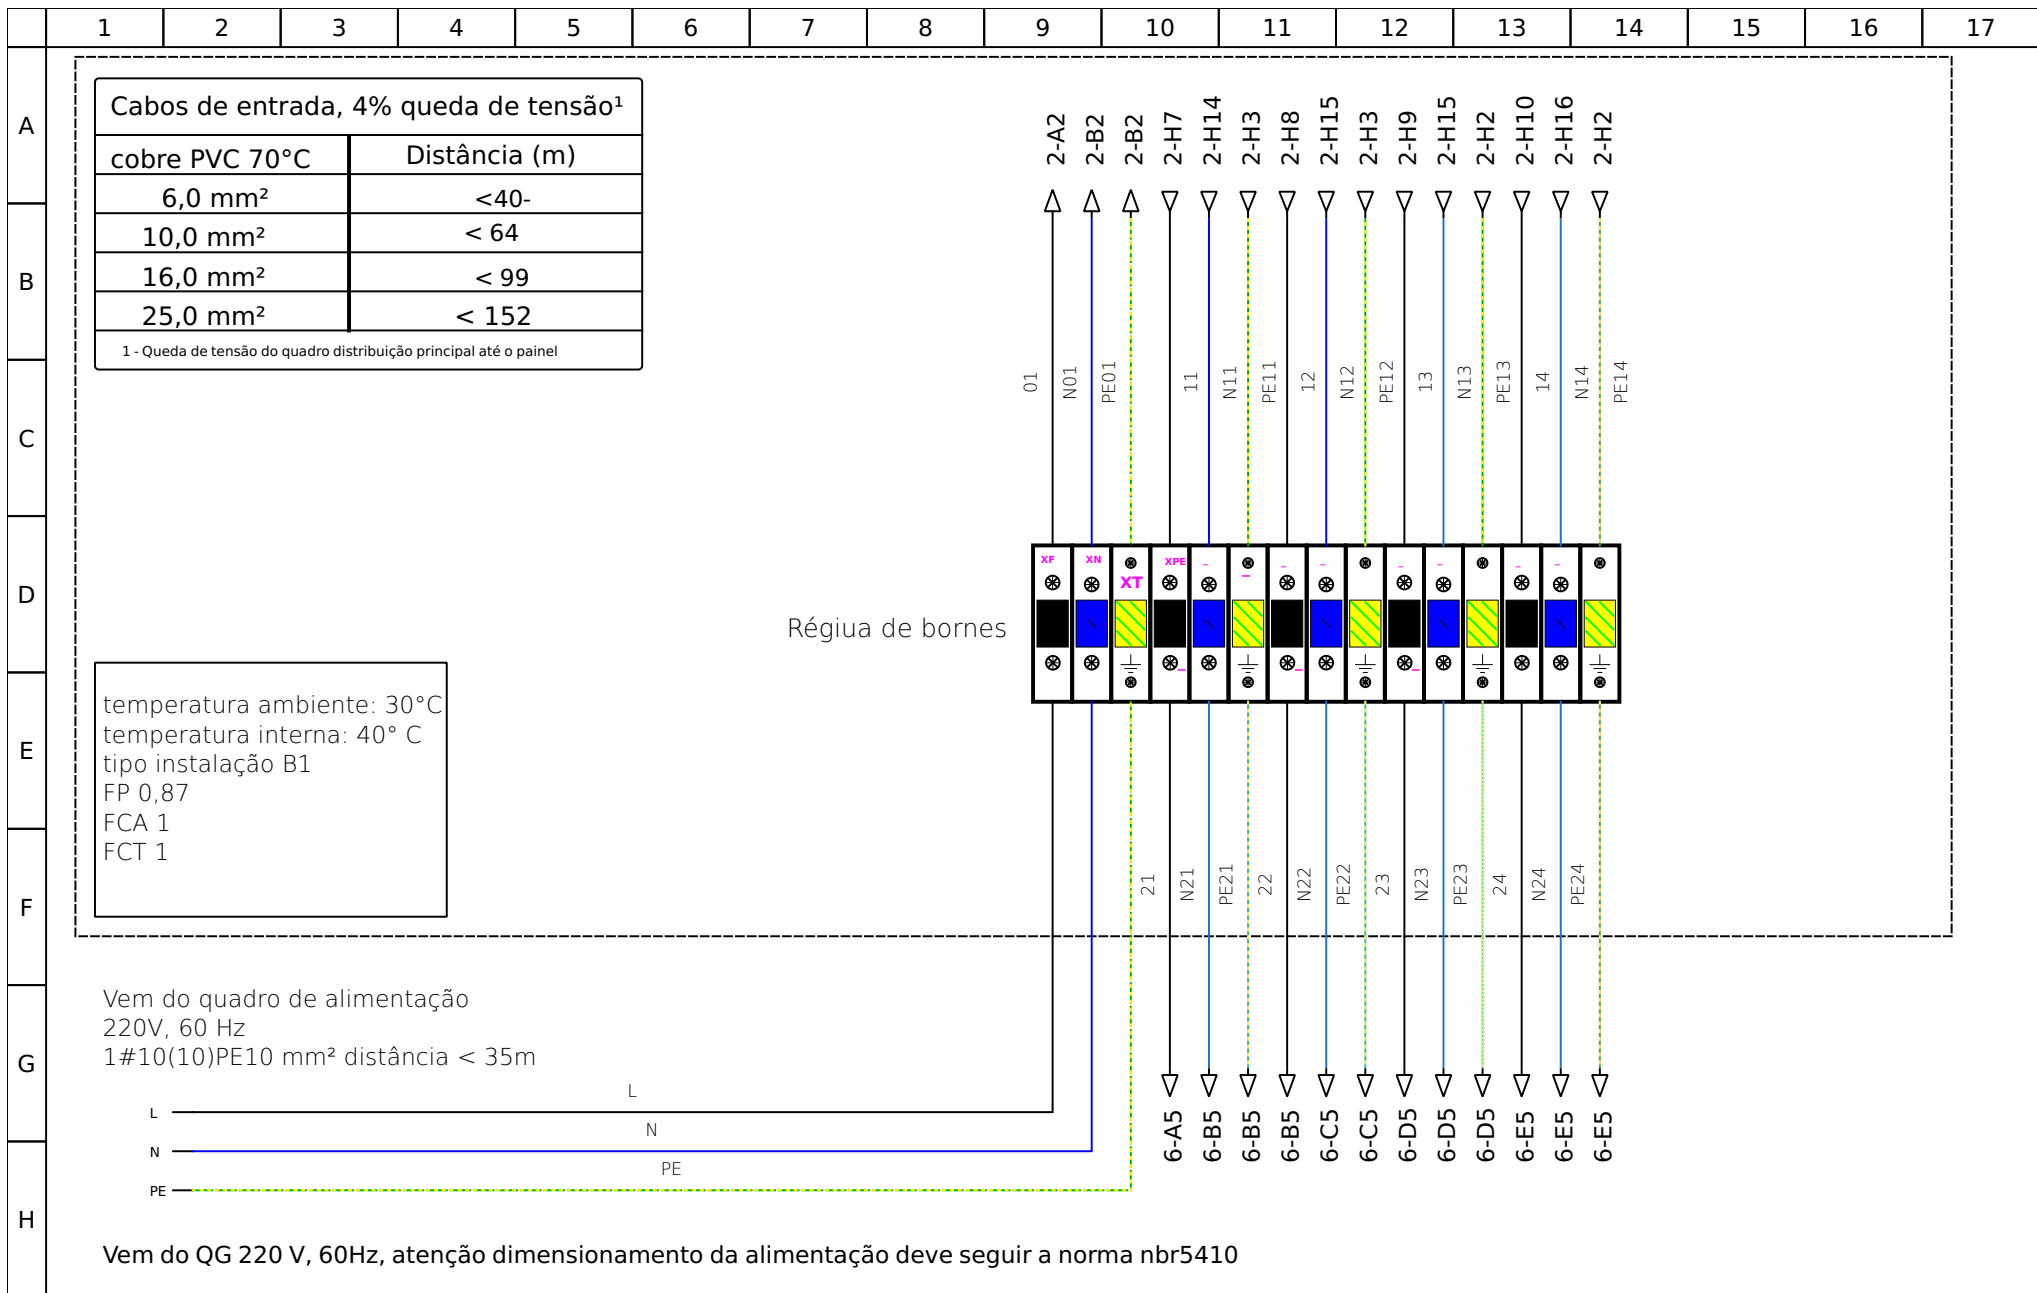 1 2 3 4 5 6 7 8 9 10 11 12 13 14 15 16 17
A
B
C
D
E
F
G
H
Cabos de entrada, 4% queda de tensão¹
cobre PVC 70°C Distância (m)
6,0 mm² <40-
10,0 mm² < 64
16,0 mm² < 99
25,0 mm² < 152
1 - Queda de tensão do quadro distribuição principal até o painel
2-A2 2-B2 2-B2 2-H7 2-H14 2-H3 2-H8 2-H15 2-H3 2-H9 2-H15 2-H2 2-H10 2-H16 2-H2
01 N01 PE01 11 N11 PE11 12 N12 PE12 13 N13 PE13 14 N14 PE14
XF XN XT XPE
Régiua de bornes
temperatura ambiente: 30°C
temperatura interna: 40° C
tipo instalação B1
FP 0,87
FCA 1
FCT 1
21 N21 PE21 22 N22 PE22 23 N23 PE23 24 N24 PE24
6-A5 6-B5 6-B5 6-B5 6-C5 6-C5 6-D5 6-D5 6-D5 6-E5 6-E5 6-E5
Vem do quadro de alimentação
220V, 60 Hz
1#10(10)PE10 mm² distância < 35m
L L
N N
PE PE
Vem do QG 220 V, 60Hz, atenção dimensionamento da alimentação deve seguir a norma nbr5410